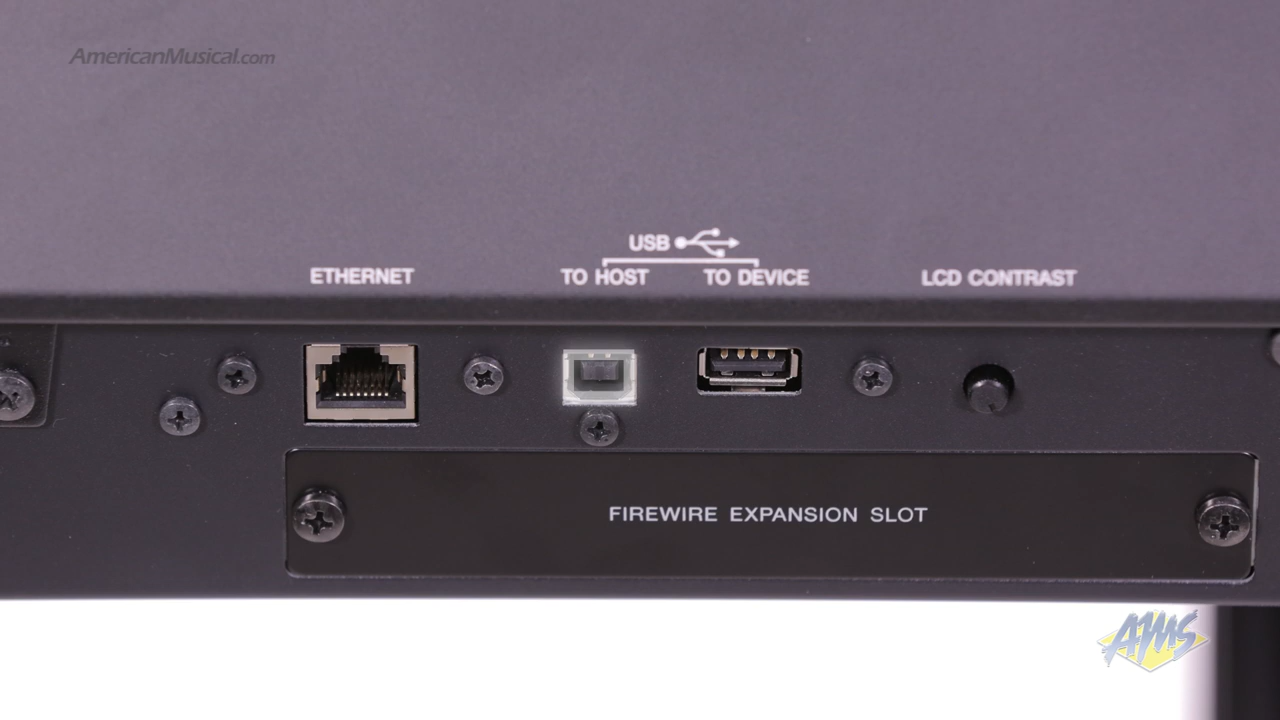 AmericanMusical.com
USB
ETHERNET TO HOST TO DEVICE LCD CONTRAST
FIREWIRE EXPANSION SLOT
AMS